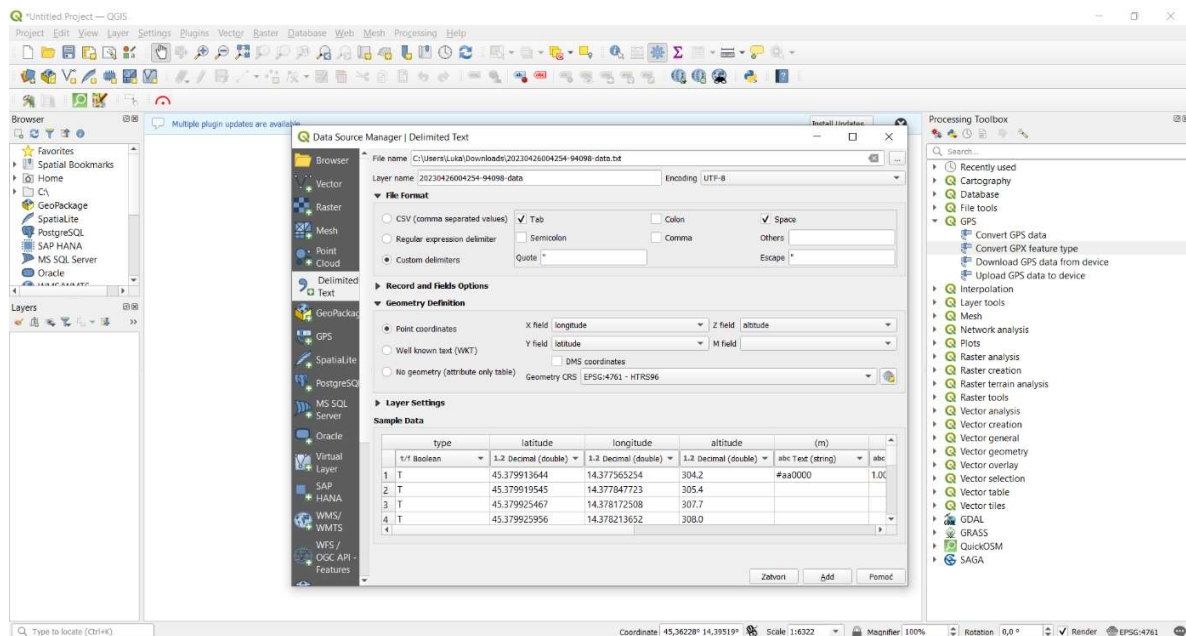 *Untitled Project — QGIS
Project Edit View Layer Settings Plugins Vector Raster Database Web Mesh Processing Help
Browser
Favorites
Spatial Bookmarks
Home
C:\
GeoPackage
SpatiaLite
PostgreSQL
SAP HANA
MS SQL Server
Oracle
WMS/WMTS
Layers
Multiple plugin updates are available
Install Updates
Data Source Manager | Delimited Text
Browser
Vector
Raster
Mesh
Point Cloud
Delimited Text
GeoPackag
GPS
SpatiaLite
PostgreSQ
MS SQL Server
Oracle
Virtual Layer
SAP HANA
WMS/ WMTS
WFS / OGC API - Features
File name C:\Users\Luka\Downloads\20230426004254-94098-data.txt
Layer name 20230426004254-94098-data Encoding UTF-8
File Format
CSV (comma separated values) Tab Colon Space
Regular expression delimiter Semicolon Comma Others
Custom delimiters Quote " Escape "
Record and Fields Options
Geometry Definition
Point coordinates X field longitude Z field altitude
Well known text (WKT) Y field latitude M field
DMS coordinates
No geometry (attribute only table) Geometry CRS EPSG:4761 - HTRS96
Layer Settings
Sample Data
type latitude longitude altitude (m)
t/f Boolean 1.2 Decimal (double) 1.2 Decimal (double) 1.2 Decimal (double) abc Text (string) abc
1 T 45.379913644 14.377565254 304.2 #aa0000 1.00
2 T 45.379919545 14.377847723 305.4
3 T 45.379925467 14.378172508 307.7
4 T 45.379925956 14.378213652 308.0
Zatvori Add Pomoć
Processing Toolbox
Search...
Recently used
Cartography
Database
File tools
GPS
Convert GPS data
Convert GPX feature type
Download GPS data from device
Upload GPS data to device
Interpolation
Layer tools
Mesh
Network analysis
Plots
Raster analysis
Raster creation
Raster terrain analysis
Raster tools
Vector analysis
Vector creation
Vector general
Vector geometry
Vector overlay
Vector selection
Vector table
Vector tiles
GDAL
GRASS
QuickOSM
SAGA
Type to locate (Ctrl+K) Coordinate 45,36228° 14,39519° Scale 1:6322 Magnifier 100% Rotation 0,0 ° Render EPSG:4761